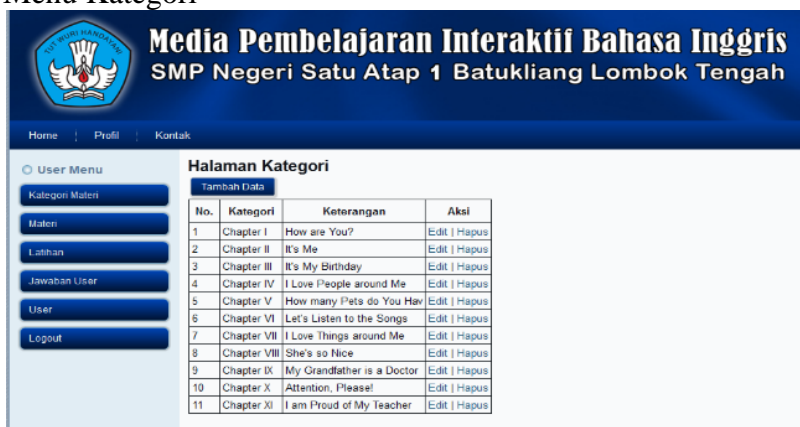 Menu Kategori
TUT WURI HANDAYANI
Media Pembelajaran Interaktif Bahasa Inggris
SMP Negeri Satu Atap 1 Batukliang Lombok Tengah
Home ¦ Profil ¦ Kontak
User Menu
Kategori Materi
Materi
Latihan
Jawaban User
User
Logout
Halaman Kategori
Tambah Data
No. Kategori Keterangan Aksi
1 Chapter I How are You? Edit | Hapus
2 Chapter II It's Me Edit | Hapus
3 Chapter III It's My Birthday Edit | Hapus
4 Chapter IV I Love People around Me Edit | Hapus
5 Chapter V How many Pets do You Hav Edit | Hapus
6 Chapter VI Let's Listen to the Songs Edit | Hapus
7 Chapter VII I Love Things around Me Edit | Hapus
8 Chapter VIII She's so Nice Edit | Hapus
9 Chapter IX My Grandfather is a Doctor Edit | Hapus
10 Chapter X Attention, Please! Edit | Hapus
11 Chapter XI I am Proud of My Teacher Edit | Hapus